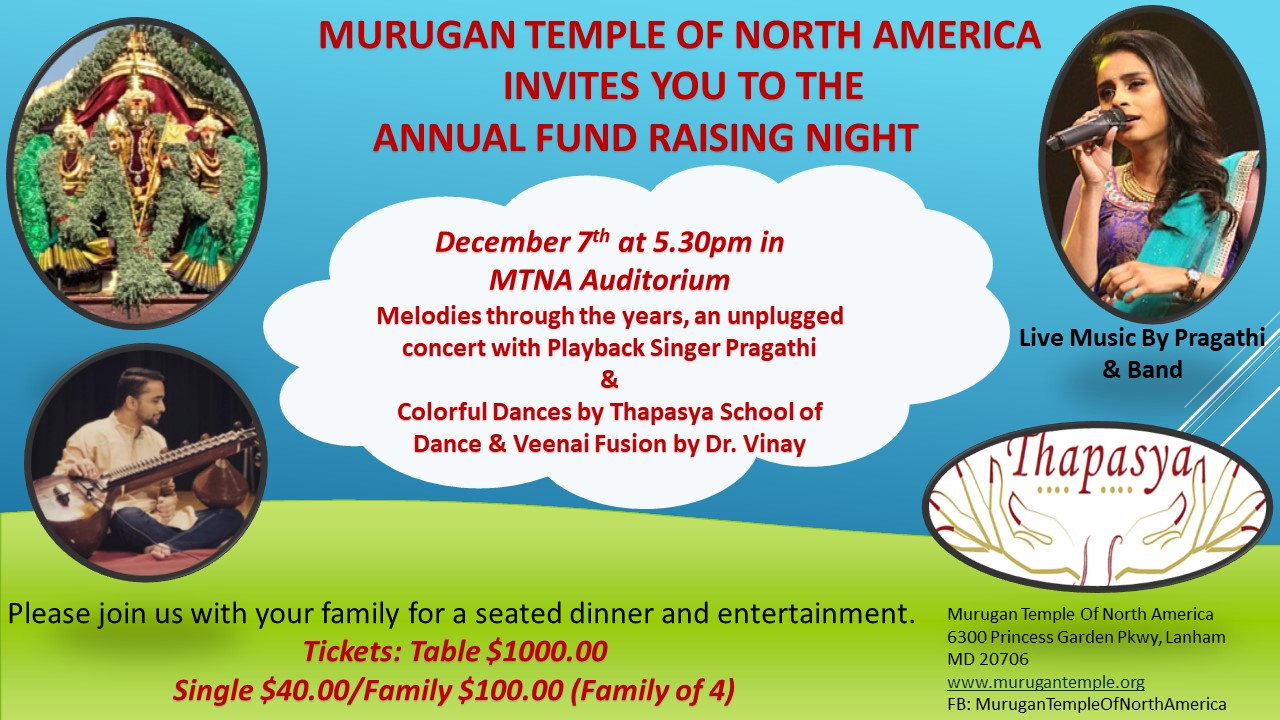 MURUGAN TEMPLE OF NORTH AMERICA
INVITES YOU TO THE
ANNUAL FUND RAISING NIGHT
December 7th at 5.30pm in
MTNA Auditorium
Melodies through the years, an unplugged
concert with Playback Singer Pragathi
&
Colorful Dances by Thapasya School of
Dance & Veenai Fusion by Dr. Vinay
Live Music By Pragathi
& Band
Thapasya
Please join us with your family for a seated dinner and entertainment.
Tickets: Table $1000.00
Single $40.00/Family $100.00 (Family of 4)
Murugan Temple Of North America
6300 Princess Garden Pkwy, Lanham
MD 20706
www.murugantemple.org
FB: MuruganTempleOfNorthAmerica